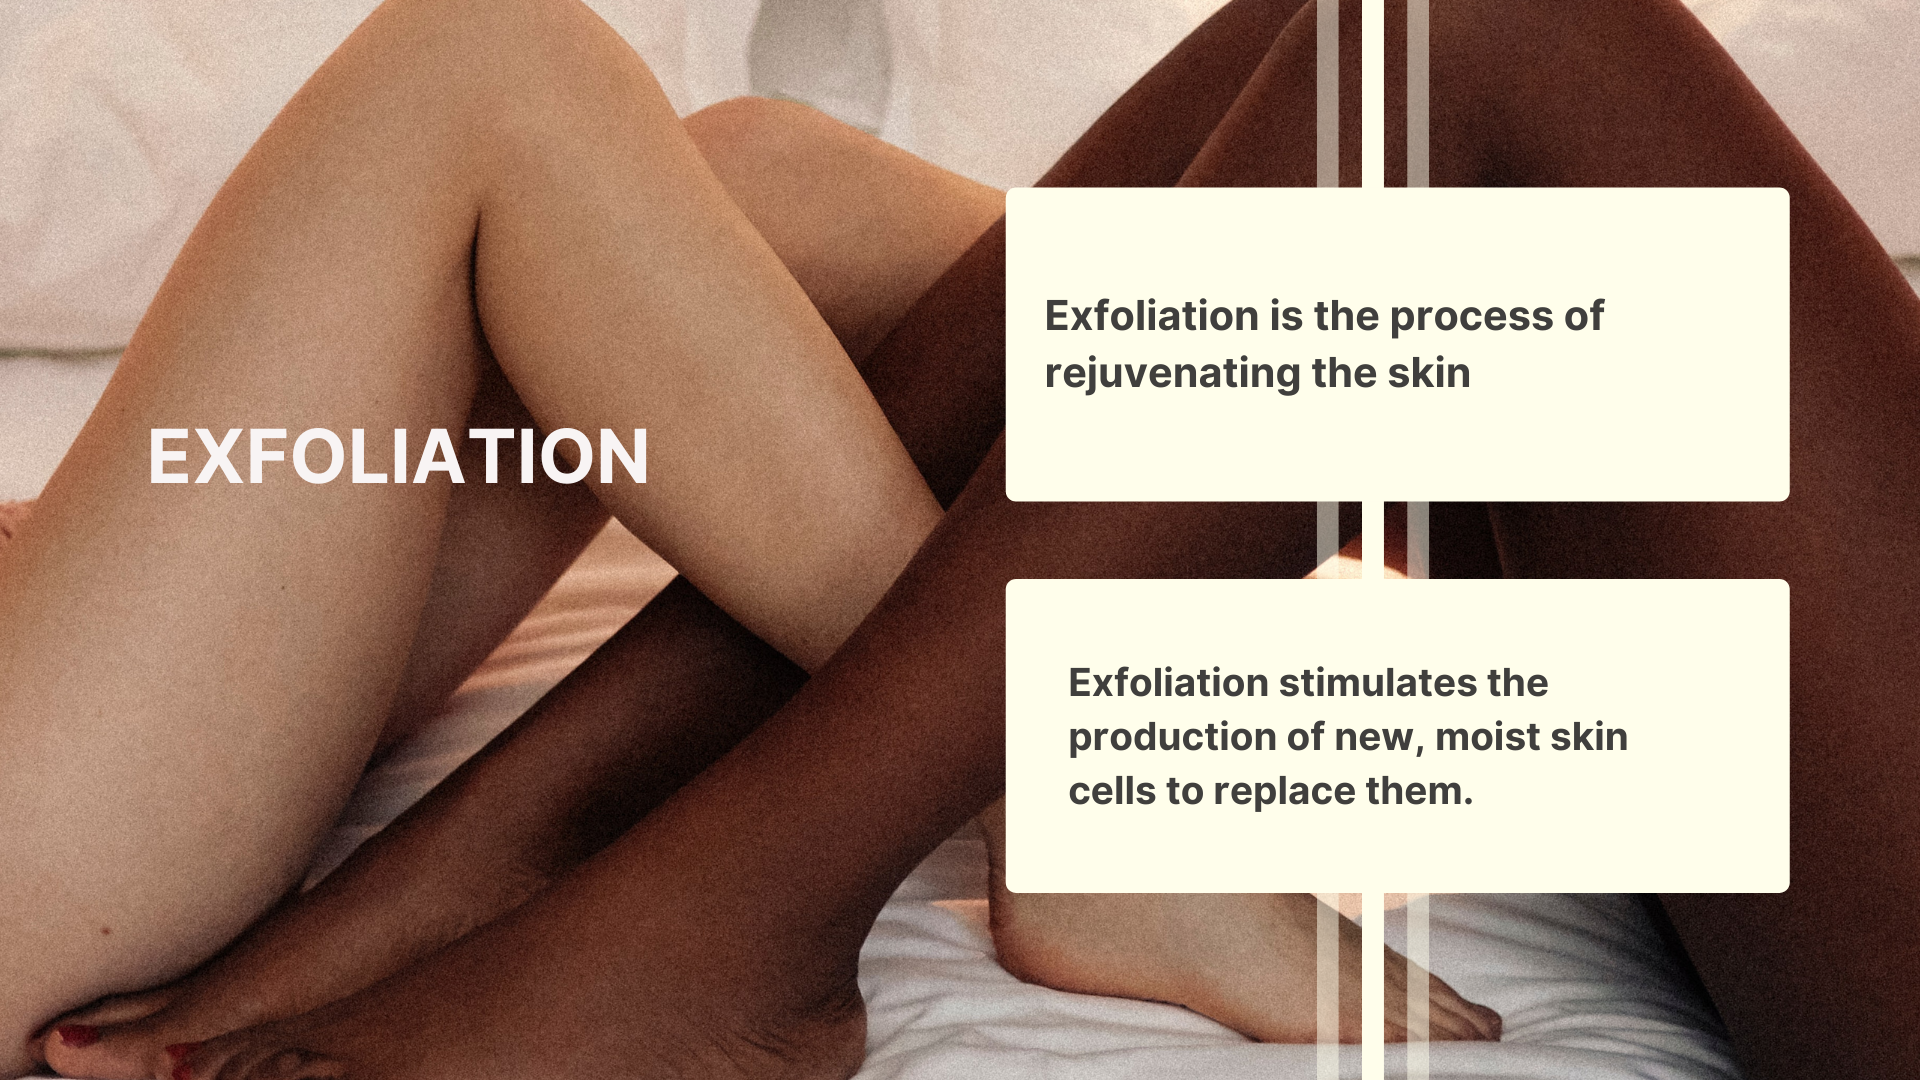 EXFOLIATION
Exfoliation is the process of
rejuvenating the skin
Exfoliation stimulates the
production of new, moist skin
cells to replace them.